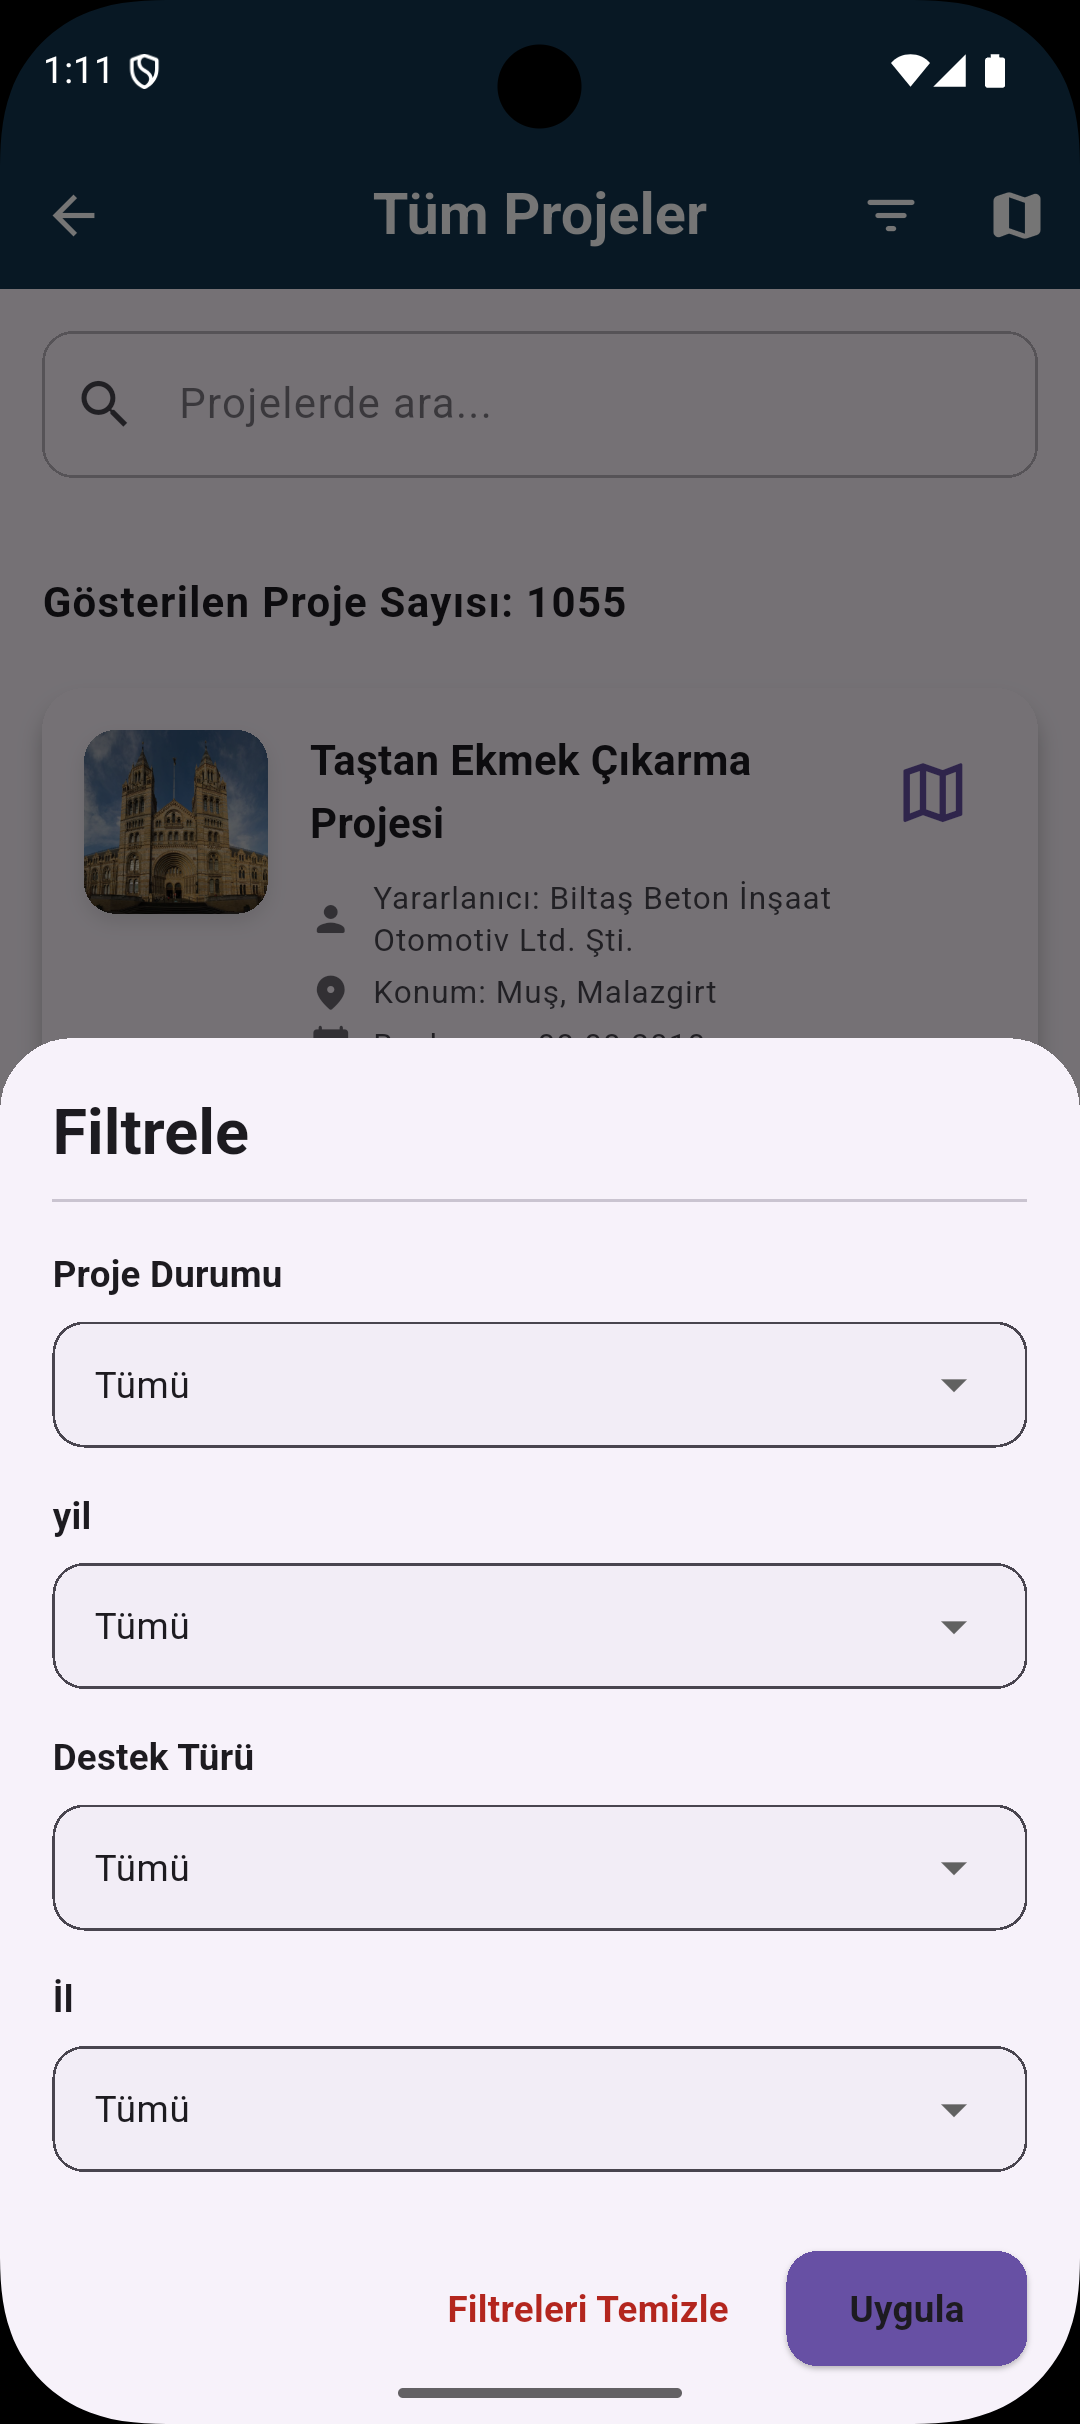 1:11
Tüm Projeler
Projelerde ara...
Gösterilen Proje Sayısı: 1055
Taştan Ekmek Çıkarma
Projesi
Yararlanıcı: Biltaş Beton İnşaat
Otomotiv Ltd. Şti.
Konum: Muş, Malazgirt
Filtrele
Proje Durumu
Tümü
yil
Tümü
Destek Türü
Tümü
İl
Tümü
Filtreleri Temizle
Uygula